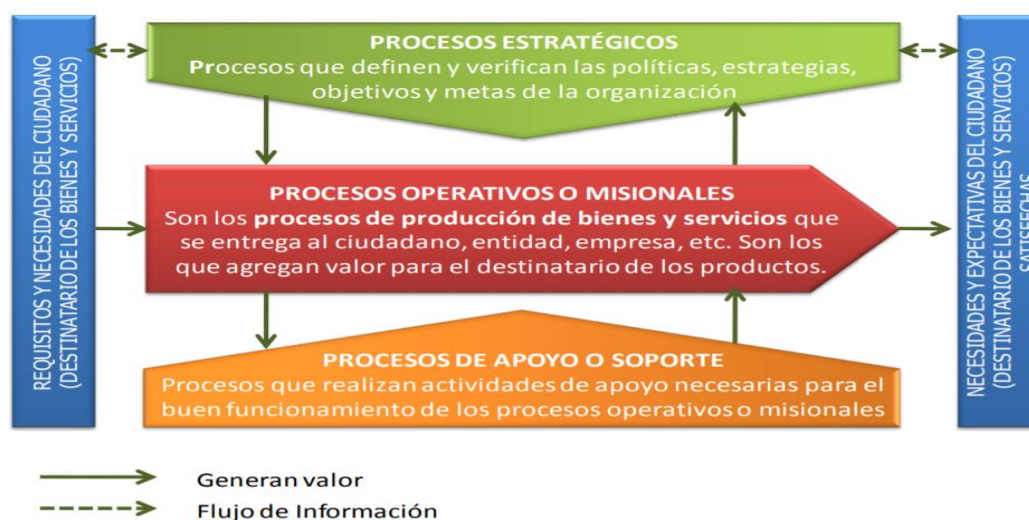 REQUISITOS Y NECESIDADES DEL CIUDADANO
(DESTINATARIO DE LOS BIENES Y SERVICIOS)
PROCESOS ESTRATÉGICOS
Procesos que definen y verifican las políticas, estrategias,
objetivos y metas de la organización
PROCESOS OPERATIVOS O MISIONALES
Son los procesos de producción de bienes y servicios que
se entrega al ciudadano, entidad, empresa, etc. Son los
que agregan valor para el destinatario de los productos.
PROCESOS DE APOYO O SOPORTE
Procesos que realizan actividades de apoyo necesarias para el
buen funcionamiento de los procesos operativos o misionales
NECESIDADES Y EXPECTATIVAS DEL CIUDADANO
(DESTINATARIO DE LOS BIENES Y SERVICIOS)
SATISFECHAS
Generan valor
Flujo de Información